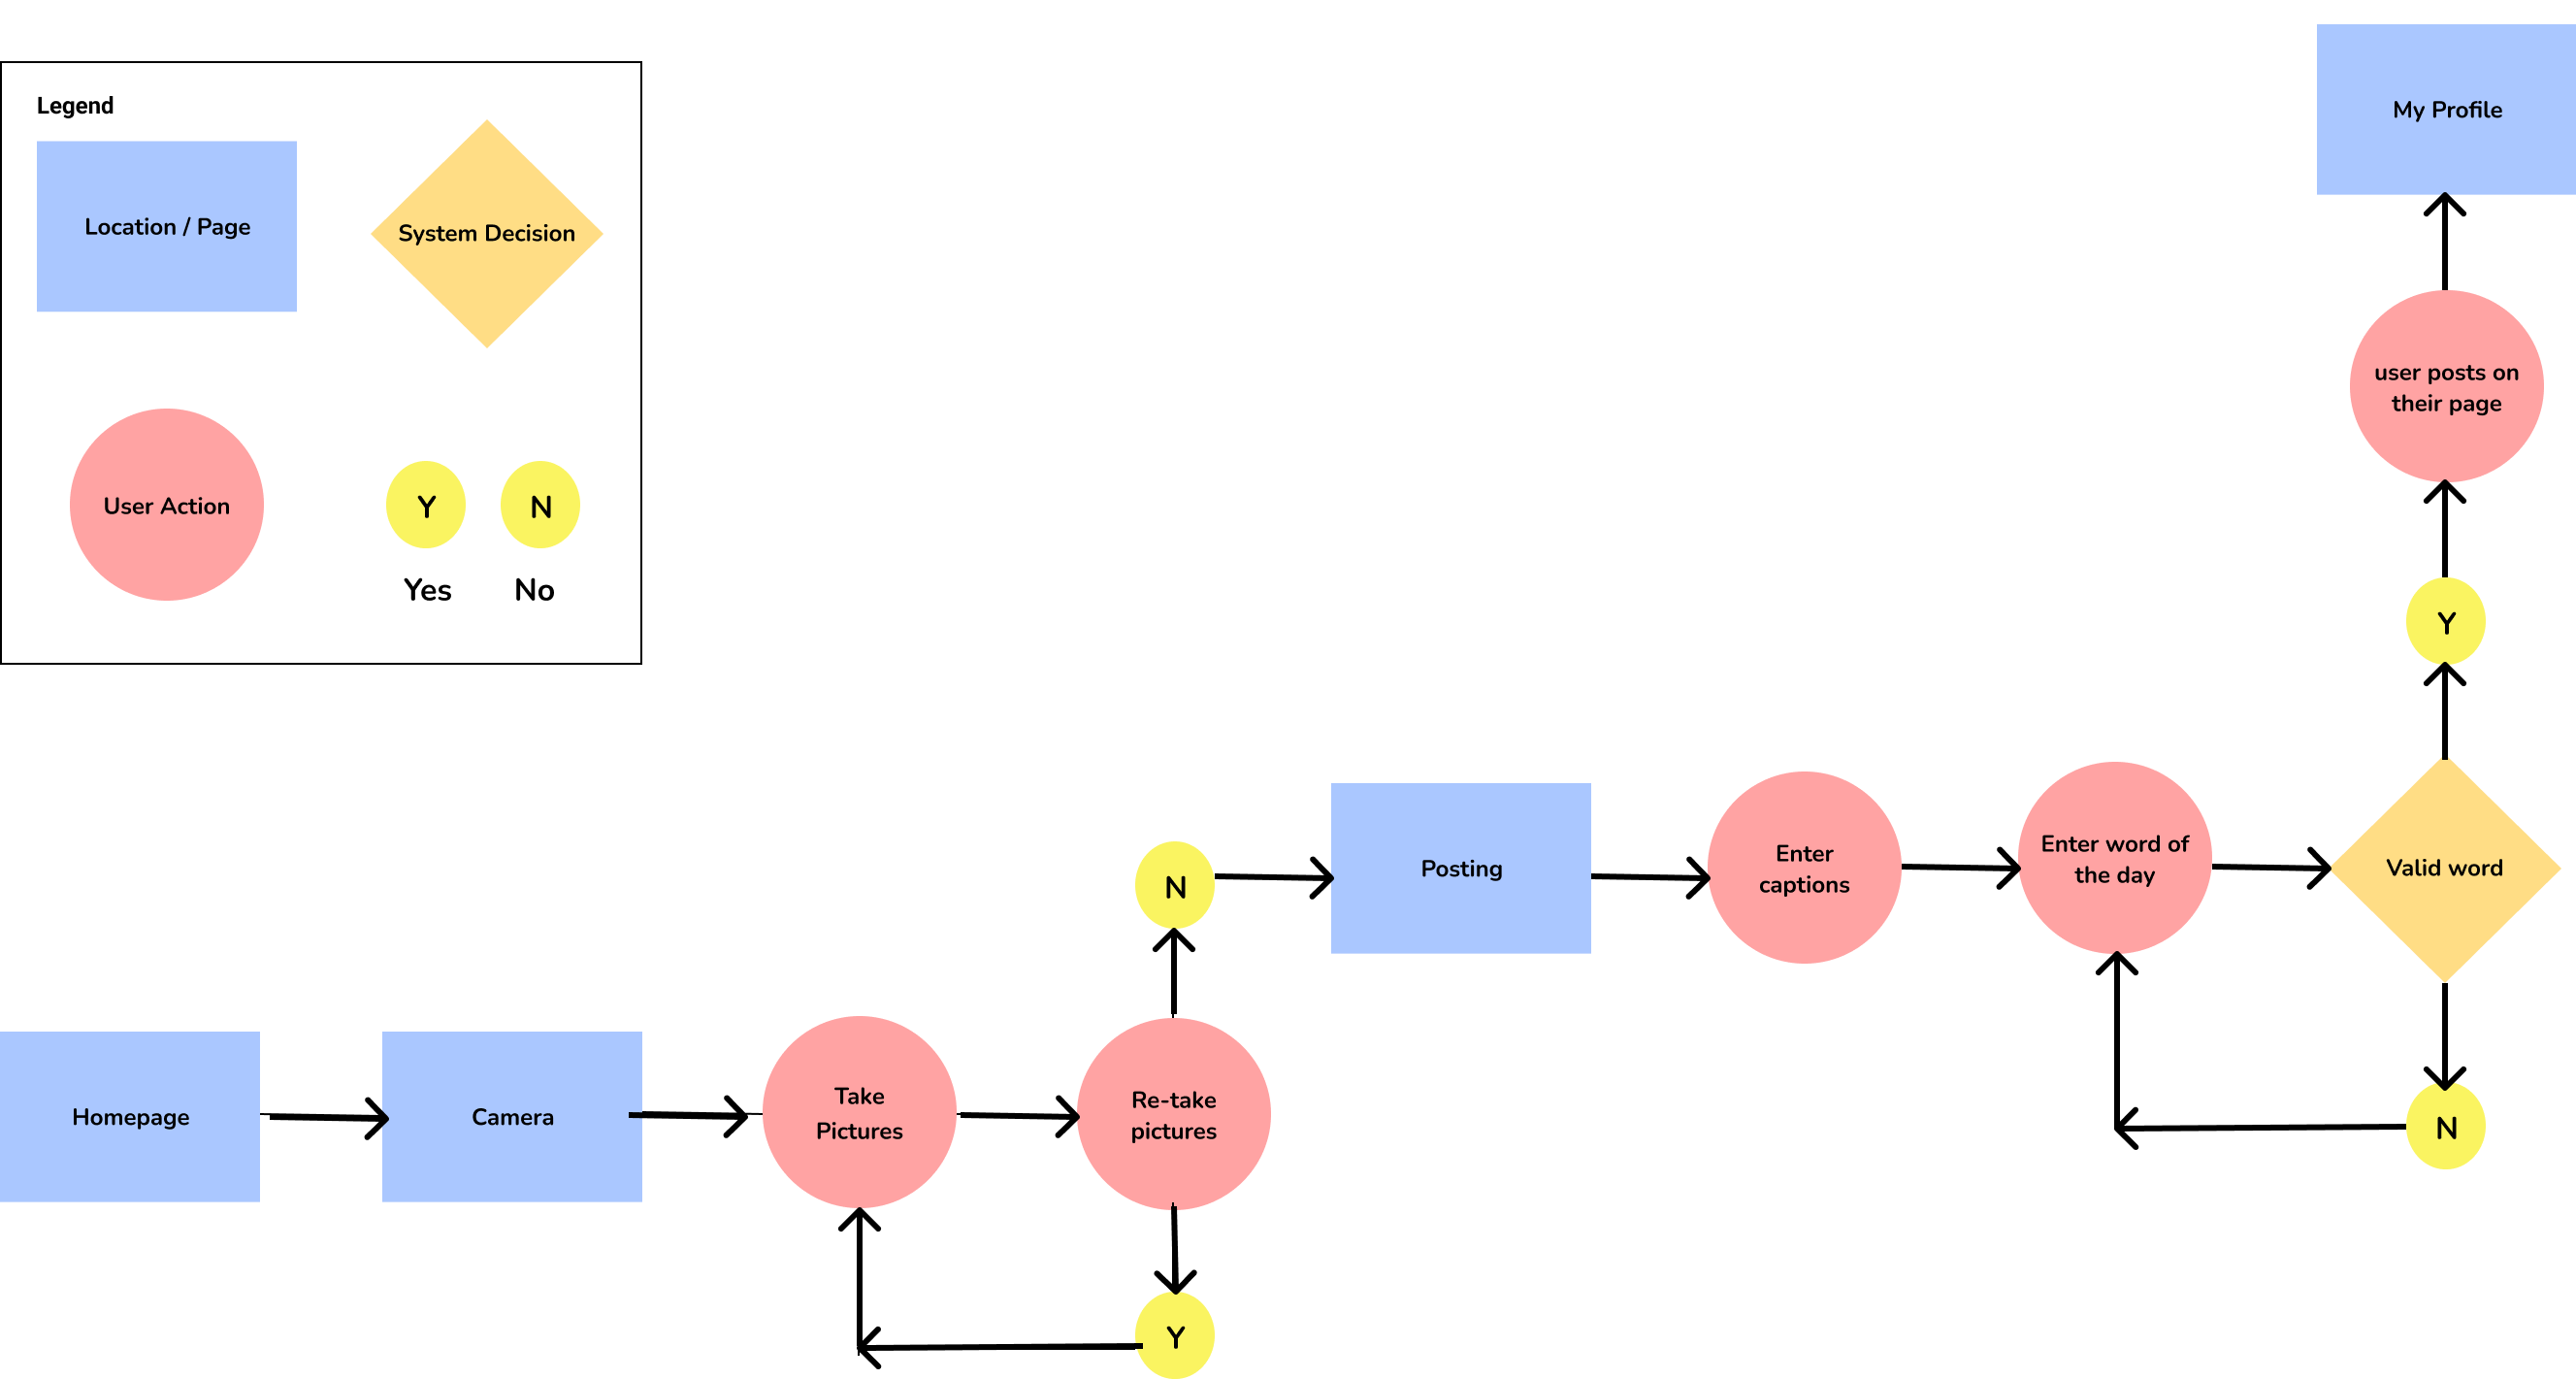 Legend
Location / Page
System Decision
User Action
Y
N
Yes
No
My Profile
user posts on
their page
Y
N
Posting
Enter
captions
Enter word of
the day
Valid word
Homepage
Camera
Take
Pictures
Re-take
pictures
N
Y